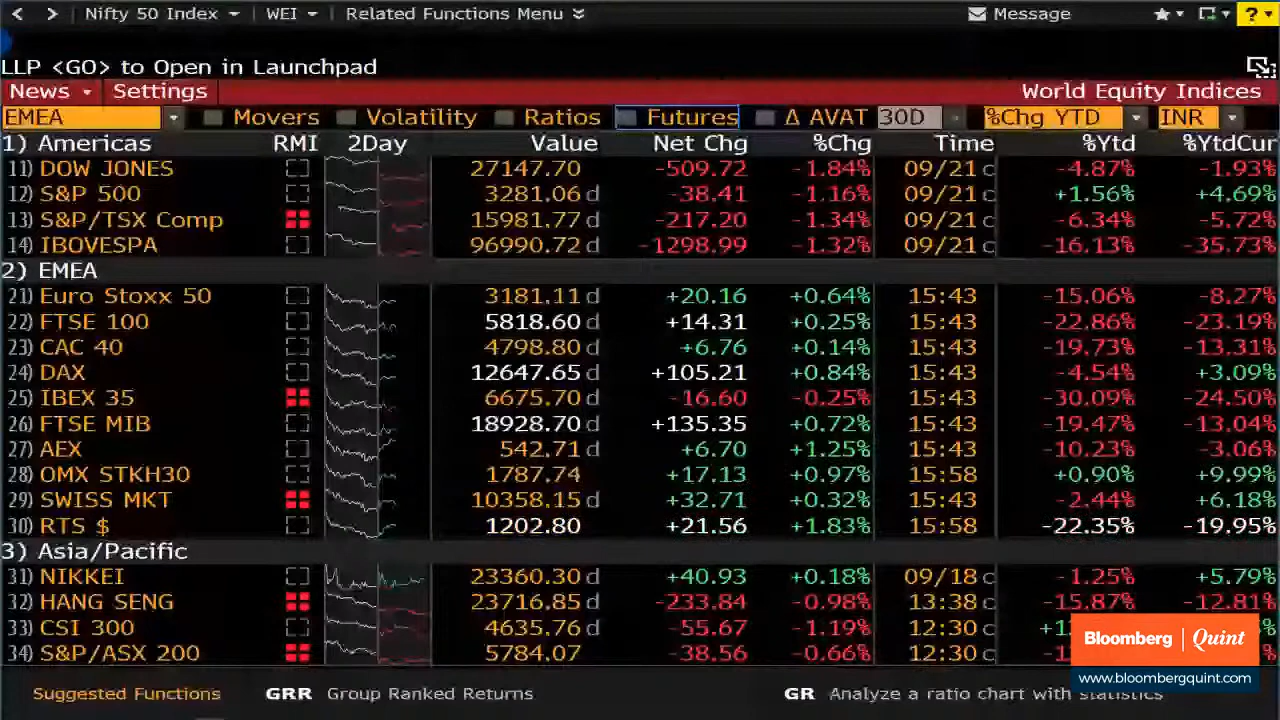 Nifty 50 Index WEI Related Functions Menu Message ?
LLP <GO> to Open in Launchpad
News Settings World Equity Indices
EMEA Movers Volatility Ratios Futures Δ AVAT 30D %Chg YTD INR
1) Americas RMI 2Day Value Net Chg %Chg Time %Ytd %YtdCur
11) DOW JONES 27147.70 -509.72 -1.84% 09/21 c -4.87% -1.93%
12) S&P 500 3281.06 d -38.41 -1.16% 09/21 c +1.56% +4.69%
13) S&P/TSX Comp 15981.77 d -217.20 -1.34% 09/21 c -6.34% -5.72%
14) IBOVESPA 96990.72 d -1298.99 -1.32% 09/21 c -16.13% -35.73%
2) EMEA
21) Euro Stoxx 50 3181.11 d +20.16 +0.64% 15:43 -15.06% -8.27%
22) FTSE 100 5818.60 d +14.31 +0.25% 15:43 -22.86% -23.19%
23) CAC 40 4798.80 d +6.76 +0.14% 15:43 -19.73% -13.31%
24) DAX 12647.65 d +105.21 +0.84% 15:43 -4.54% +3.09%
25) IBEX 35 6675.70 d -16.60 -0.25% 15:43 -30.09% -24.50%
26) FTSE MIB 18928.70 d +135.35 +0.72% 15:43 -19.47% -13.04%
27) AEX 542.71 d +6.70 +1.25% 15:43 -10.23% -3.06%
28) OMX STKH30 1787.74 +17.13 +0.97% 15:58 +0.90% +9.99%
29) SWISS MKT 10358.15 d +32.71 +0.32% 15:43 -2.44% +6.18%
30) RTS $ 1202.80 +21.56 +1.83% 15:58 -22.35% -19.95%
3) Asia/Pacific
31) NIKKEI 23360.30 d +40.93 +0.18% 09/18 c -1.25% +5.79%
32) HANG SENG 23716.85 d -233.84 -0.98% 13:38 c -15.87% -12.81%
33) CSI 300 4635.76 d -55.67 -1.19% 12:30 c
34) S&P/ASX 200 5784.07 -38.56 -0.66% 12:30 c
Bloomberg | Quint
www.bloombergquint.com
Suggested Functions GRR Group Ranked Returns GR Analyze a ratio chart with statistics